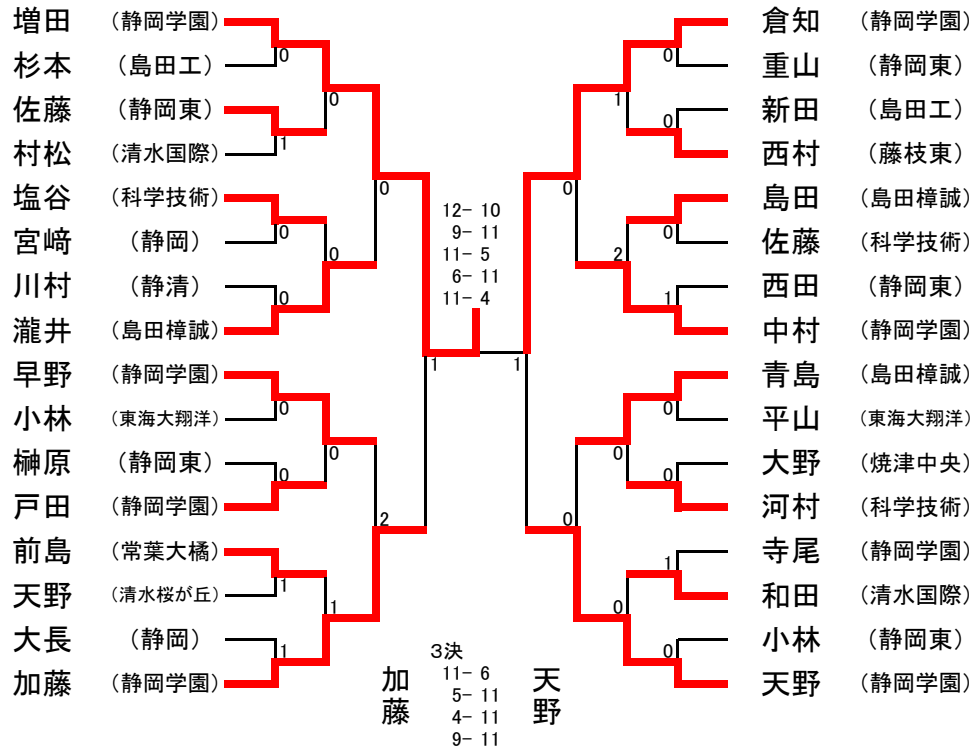 増田 (静岡学園)
杉本 (島田工)
佐藤 (静岡東)
村松 (清水国際)
塩谷 (科学技術)
宮﨑 (静岡)
川村 (静清)
瀧井 (島田樟誠)
早野 (静岡学園)
小林 (東海大翔洋)
榊原 (静岡東)
戸田 (静岡学園)
前島 (常葉大橘)
天野 (清水桜が丘)
大長 (静岡)
加藤 (静岡学園)
0
1
0
0
0
0
1
1
0
0
0
1
0
2
1
12- 10
9- 11
11- 5
6- 11
11- 4
3決
11- 6
5- 11
4- 11
9- 11
加藤
天野
1
0
0
1
2
0
0
0
0
0
1
0
0
1
0
倉知 (静岡学園)
重山 (静岡東)
新田 (島田工)
西村 (藤枝東)
島田 (島田樟誠)
佐藤 (科学技術)
西田 (静岡東)
中村 (静岡学園)
青島 (島田樟誠)
平山 (東海大翔洋)
大野 (焼津中央)
河村 (科学技術)
寺尾 (静岡学園)
和田 (清水国際)
小林 (静岡東)
天野 (静岡学園)